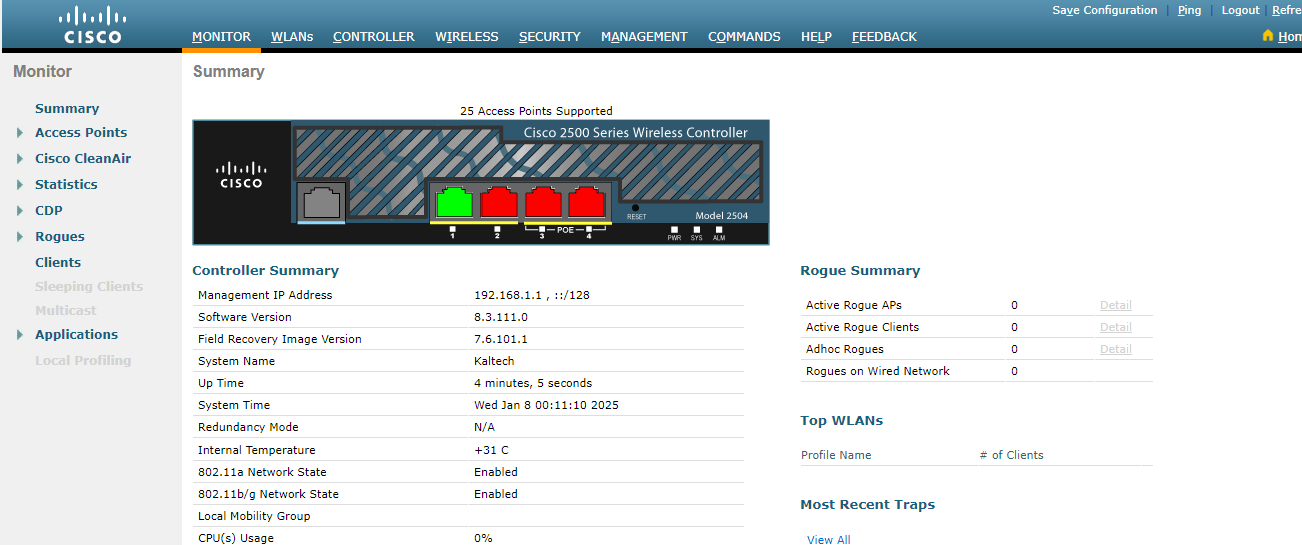 Save Configuration | Ping | Logout | Refre
CISCO
MONITOR WLANs CONTROLLER WIRELESS SECURITY MANAGEMENT COMMANDS HELP FEEDBACK
Hom
Monitor
Summary
Access Points
Cisco CleanAir
Statistics
CDP
Rogues
Clients
Sleeping Clients
Multicast
Applications
Local Profiling
Summary
25 Access Points Supported
Cisco 2500 Series Wireless Controller
CISCO
RESET
Model 2504
1 2 3 POE 4
PWR SYS ALM
Controller Summary
Management IP Address 192.168.1.1 , ::/128
Software Version 8.3.111.0
Field Recovery Image Version 7.6.101.1
System Name Kaltech
Up Time 4 minutes, 5 seconds
System Time Wed Jan 8 00:11:10 2025
Redundancy Mode N/A
Internal Temperature +31 C
802.11a Network State Enabled
802.11b/g Network State Enabled
Local Mobility Group
CPU(s) Usage 0%
Rogue Summary
Active Rogue APs 0 Detail
Active Rogue Clients 0 Detail
Adhoc Rogues 0 Detail
Rogues on Wired Network 0
Top WLANs
Profile Name # of Clients
Most Recent Traps
View All